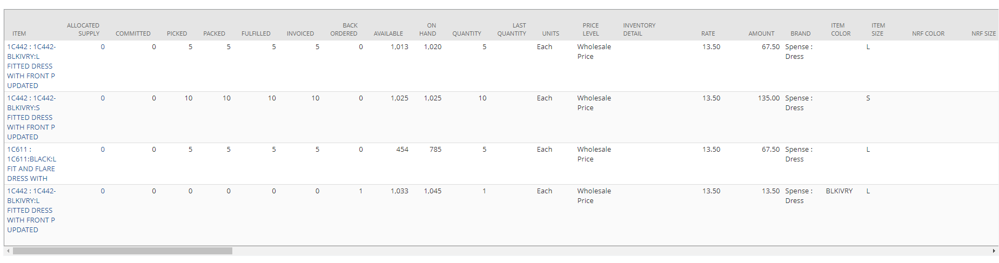 ITEM ALLOCATED SUPPLY COMMITTED PICKED PACKED FULFILLED INVOICED BACK ORDERED AVAILABLE ON HAND QUANTITY LAST QUANTITY UNITS PRICE LEVEL INVENTORY DETAIL RATE AMOUNT BRAND ITEM COLOR ITEM SIZE NRF COLOR NRF SIZE
1C442 : 1C442- 0 0 5 5 5 5 0 1,013 1,020 5 Each Wholesale 13.50 67.50 Spense : L
BLKIVRY:L Price Dress
FITTED DRESS
WITH FRONT P
UPDATED
1C442 : 1C442- 0 0 10 10 10 10 0 1,025 1,025 10 Each Wholesale 13.50 135.00 Spense : S
BLKIVRY:S Price Dress
FITTED DRESS
WITH FRONT P
UPDATED
1C611 : 0 0 5 5 5 5 0 454 785 5 Each Wholesale 13.50 67.50 Spense : L
1C611:BLACK:L Price Dress
FIT AND FLARE
DRESS WITH
1C442 : 1C442- 0 0 0 0 0 0 1 1,033 1,045 1 Each Wholesale 13.50 13.50 Spense : BLKIVRY L
BLKIVRY:L Price Dress
FITTED DRESS
WITH FRONT P
UPDATED